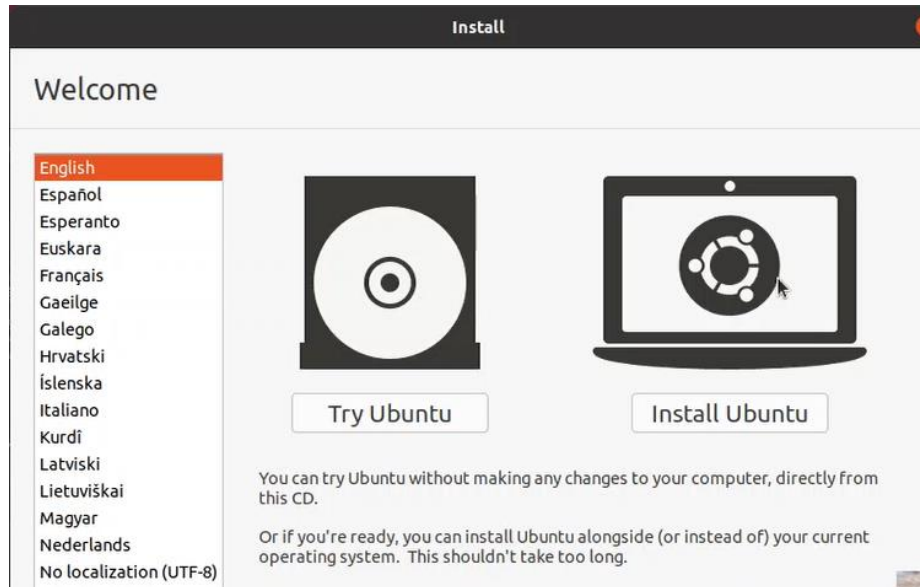 Install
Welcome
English
Español
Esperanto
Euskara
Français
Gaeilge
Galego
Hrvatski
Íslenska
Italiano
Kurdî
Latviski
Lietuviškai
Magyar
Nederlands
No localization (UTF-8)
Try Ubuntu
Install Ubuntu
You can try Ubuntu without making any changes to your computer, directly from
this CD.
Or if you're ready, you can install Ubuntu alongside (or instead of) your current
operating system. This shouldn't take too long.